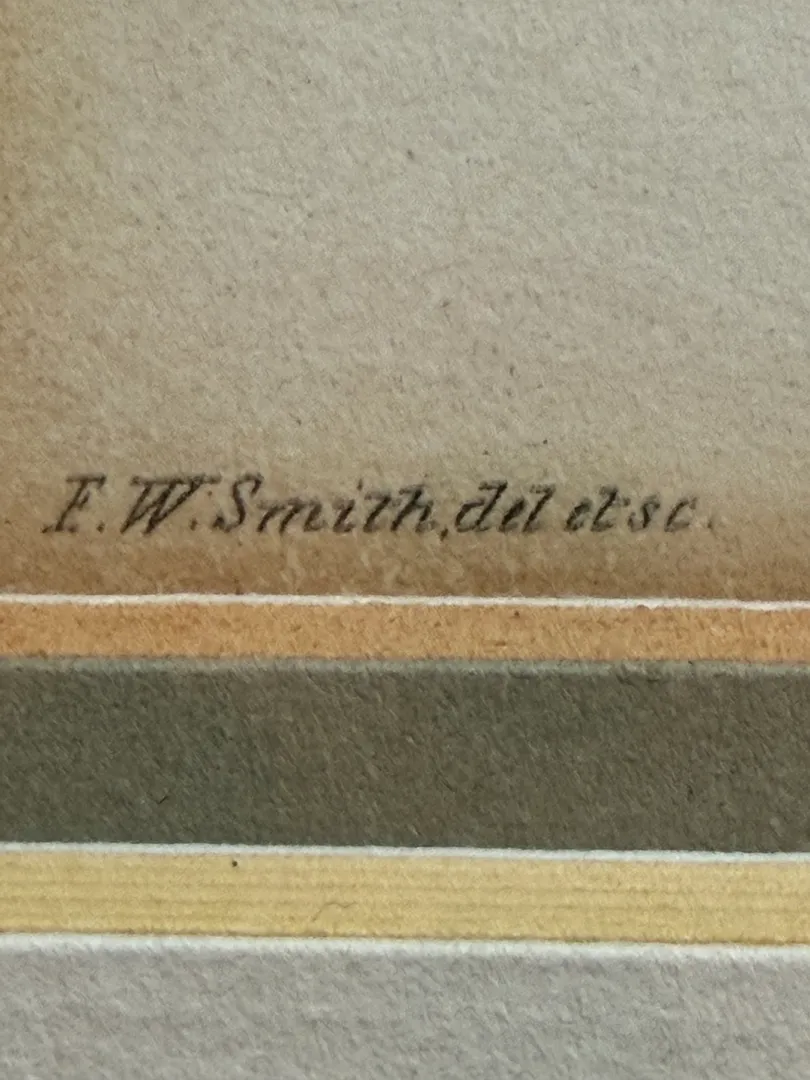 F. W. Smith, del et sc.